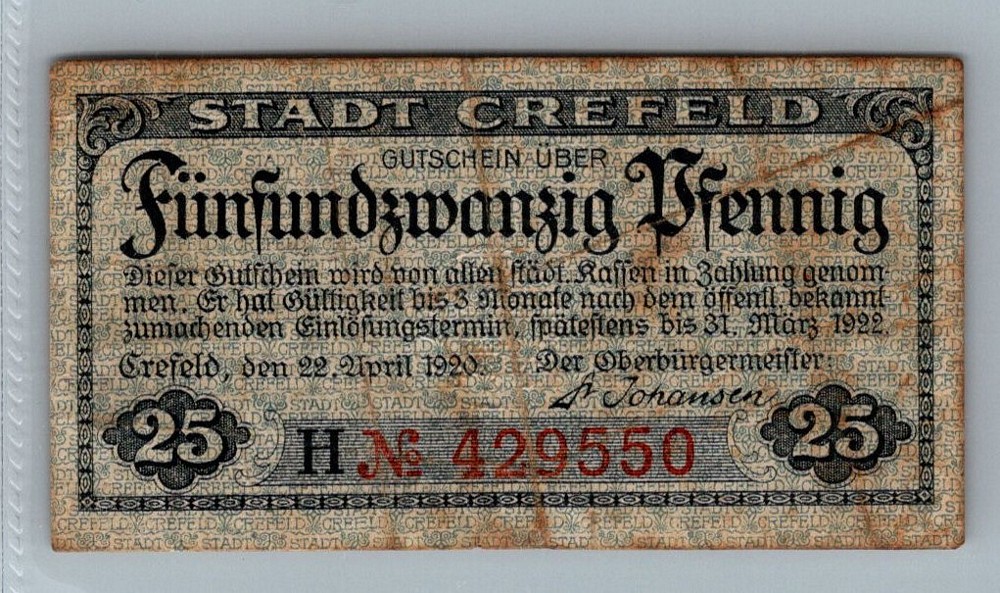 STADT CREFELD
GUTSCHEIN ÜBER
Fünfundzwanzig Pfennig
Dieser Gutschein wird von allen städt. Kassen in Zahlung genom-
men. Er hat Gültigkeit bis 3 Monate nach dem öffentl. bekannt-
zumachenden Einlösungstermin, spätestens bis 31. März 1922.
Crefeld, den 22. April 1920. Der Oberbürgermeister:
Dr Johansen
25 H № 429550 25